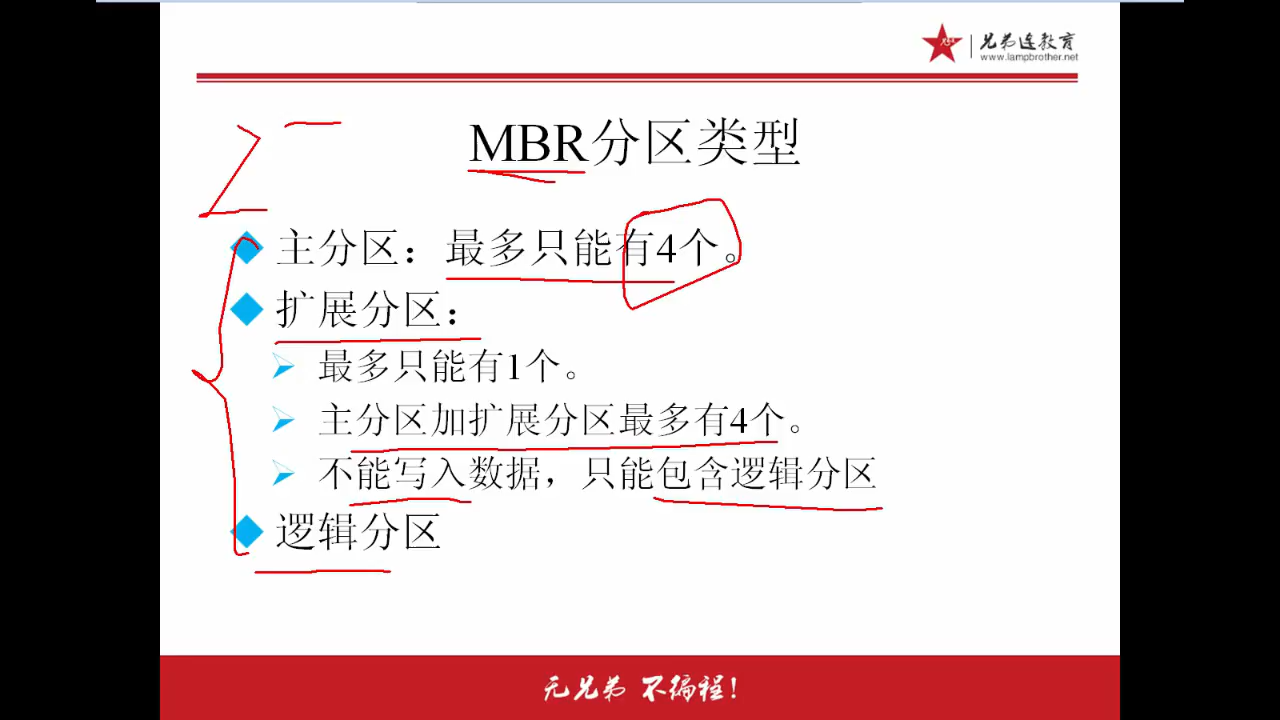 兄弟连教育
www.lampbrother.net
MBR分区类型
主分区：最多只能有4个。
扩展分区：
最多只能有1个。
主分区加扩展分区最多有4个。
不能写入数据，只能包含逻辑分区
逻辑分区
无兄弟 不编程！